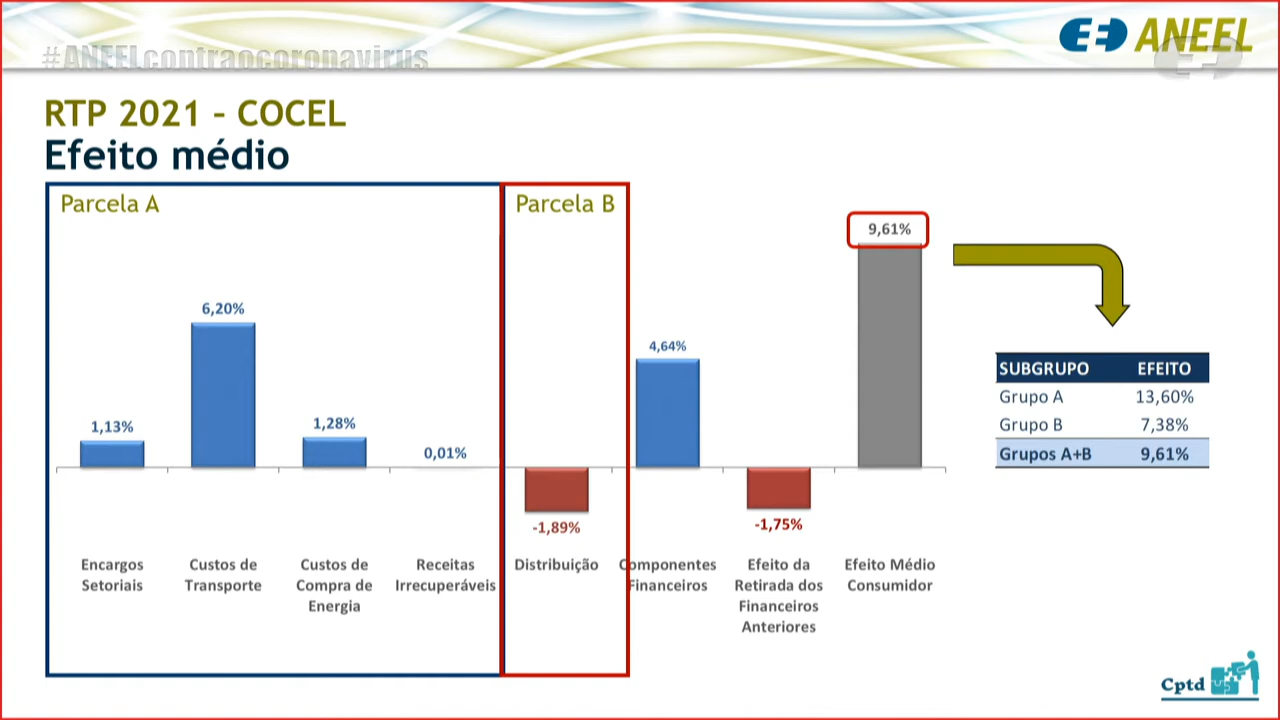 #ANEELcontraocoronavirus
ANEEL
RTP 2021 – COCEL
Efeito médio
Parcela A
Parcela B
1,13%
6,20%
1,28%
0,01%
-1,89%
4,64%
-1,75%
9,61%
Encargos
Setoriais
Custos de
Transporte
Custos de
Compra de
Energia
Receitas
Irrecuperáveis
Distribuição
Componentes
Financeiros
Efeito da
Retirada dos
Financeiros
Anteriores
Efeito Médio
Consumidor
SUBGRUPO EFEITO
Grupo A 13,60%
Grupo B 7,38%
Grupos A+B 9,61%
Cptd